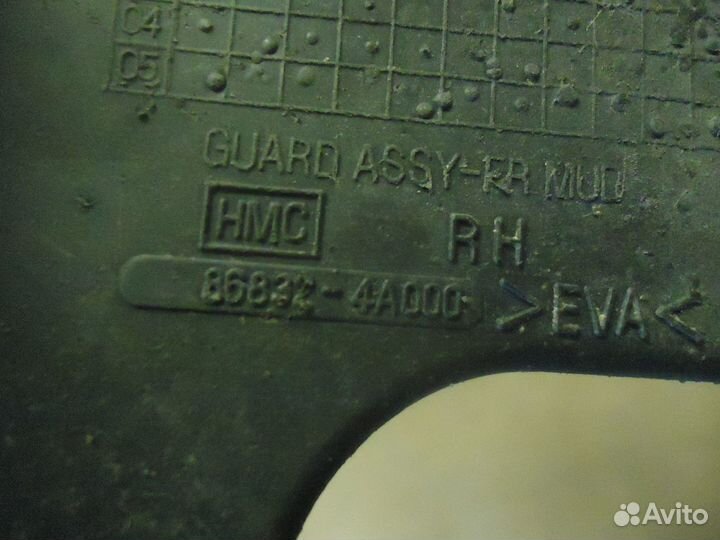 04
05
GUARD ASSY-RR MUD
HMC
RH
86832-4A000
>EVA<
Avito